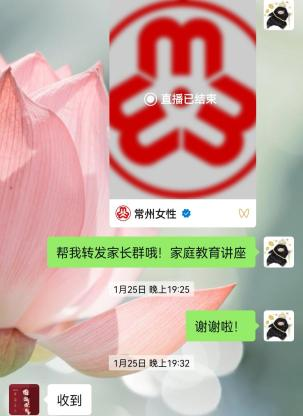 直播已结束
常州女性
帮我转发家长群哦！家庭教育讲座
1月25日 晚上19:25
谢谢啦！
1月25日 晚上19:32
收到